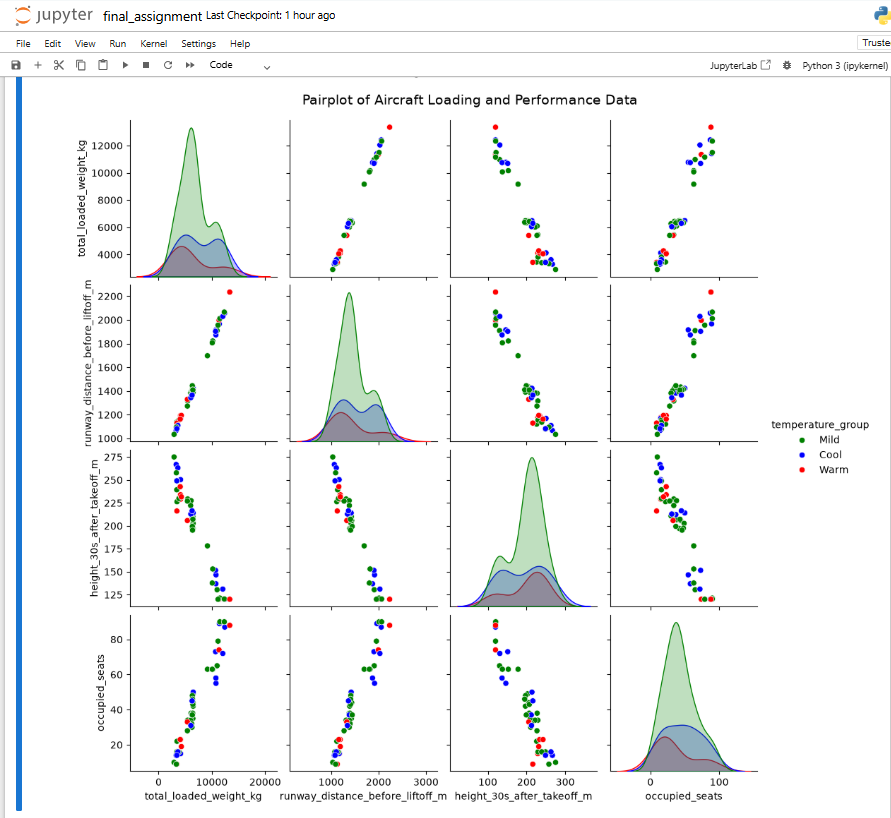 jupyter final_assignment Last Checkpoint: 1 hour ago
File Edit View Run Kernel Settings Help Truste
Code JupyterLab Python 3 (ipykernel)
Pairplot of Aircraft Loading and Performance Data
total_loaded_weight_kg
12000
10000
8000
6000
4000
runway_distance_before_liftoff_m
2200
2000
1800
1600
1400
1200
1000
height_30s_after_takeoff_m
275
250
225
200
175
150
125
occupied_seats
80
60
40
20
0 10000 20000 1000 2000 3000 100 200 300 0 100
total_loaded_weight_kg runway_distance_before_liftoff_m height_30s_after_takeoff_m occupied_seats
temperature_group
Mild
Cool
Warm